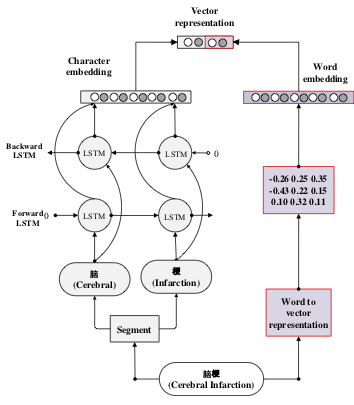 Vector
representation
Character
embedding
Word
embedding
Backward
LSTM
LSTM
LSTM
()
-0.26 0.25 0.35
-0.43 0.22 0.15
0.10 0.32 0.11
Forward()
LSTM
LSTM
LSTM
脑
(Cerebral)
梗
(Infarction)
Segment
Word to
vector
representation
脑梗
(Cerebral Infarction)